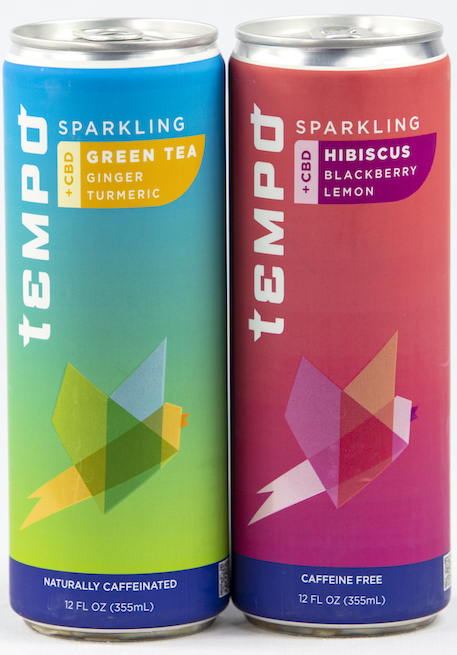 tEMPO
SPARKLING
+ CBD
GREEN TEA
GINGER
TURMERIC
NATURALLY CAFFEINATED
12 FL OZ (355mL)
tEMPO
SPARKLING
+ CBD
HIBISCUS
BLACKBERRY
LEMON
CAFFEINE FREE
12 FL OZ (355mL)